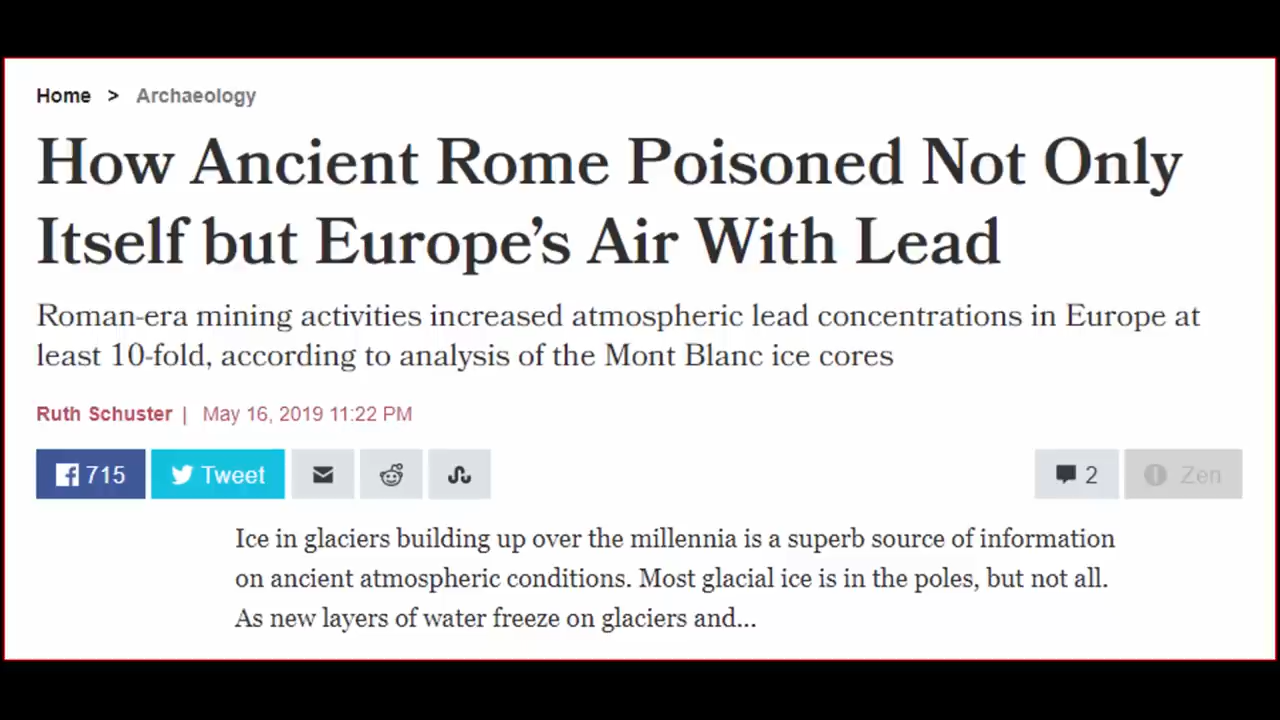 Home > Archaeology
How Ancient Rome Poisoned Not Only
Itself but Europe's Air With Lead
Roman-era mining activities increased atmospheric lead concentrations in Europe at
least 10-fold, according to analysis of the Mont Blanc ice cores
Ruth Schuster | May 16, 2019 11:22 PM
715 Tweet 2 Zen
Ice in glaciers building up over the millennia is a superb source of information
on ancient atmospheric conditions. Most glacial ice is in the poles, but not all.
As new layers of water freeze on glaciers and...